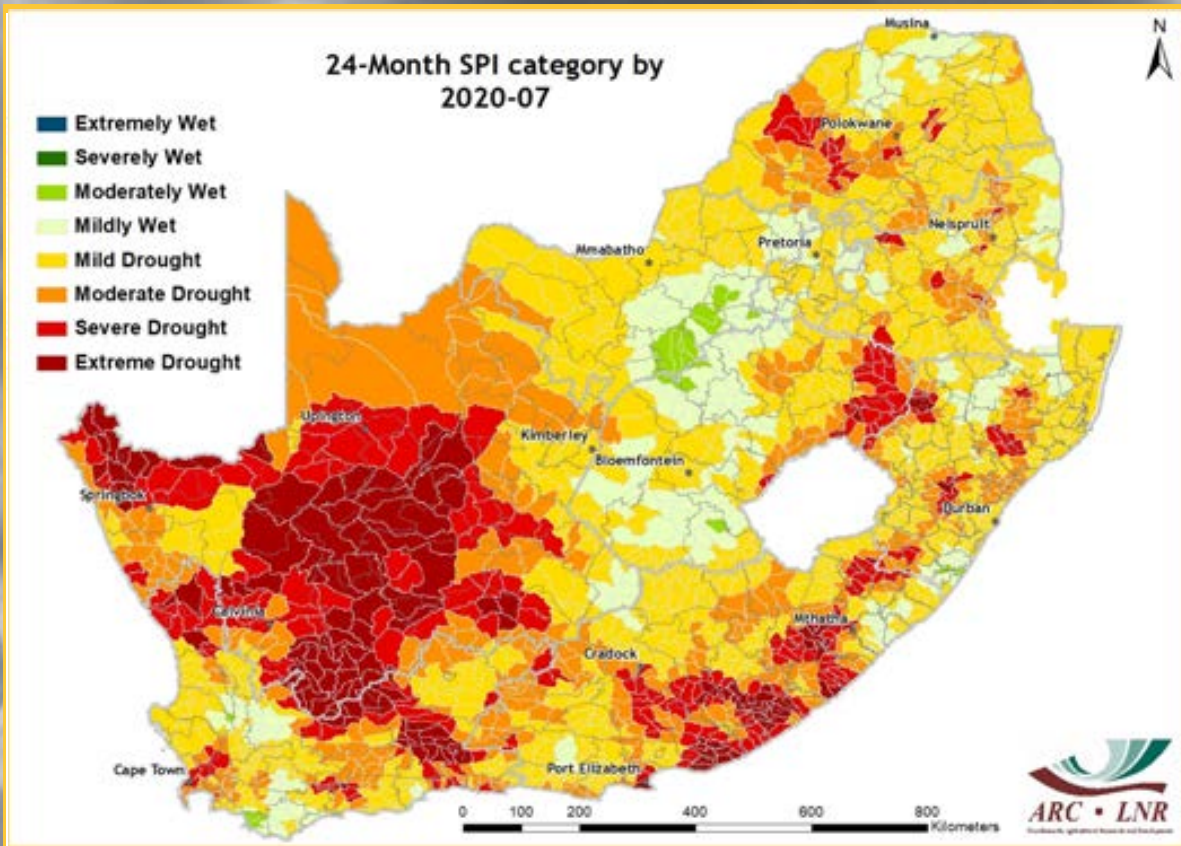 24-Month SPI category by
2020-07
N
Extremely Wet
Severely Wet
Moderately Wet
Mildly Wet
Mild Drought
Moderate Drought
Severe Drought
Extreme Drought
Musina
Polokwane
Nelspruit
Pretoria
Mmabatho
Upington
Kimberley
Bloemfontein
Springbok
Durban
Calvinia
Mthatha
Cradock
Cape Town
Port Elizabeth
0 100 200 400 600 800
Kilometers
ARC • LNR